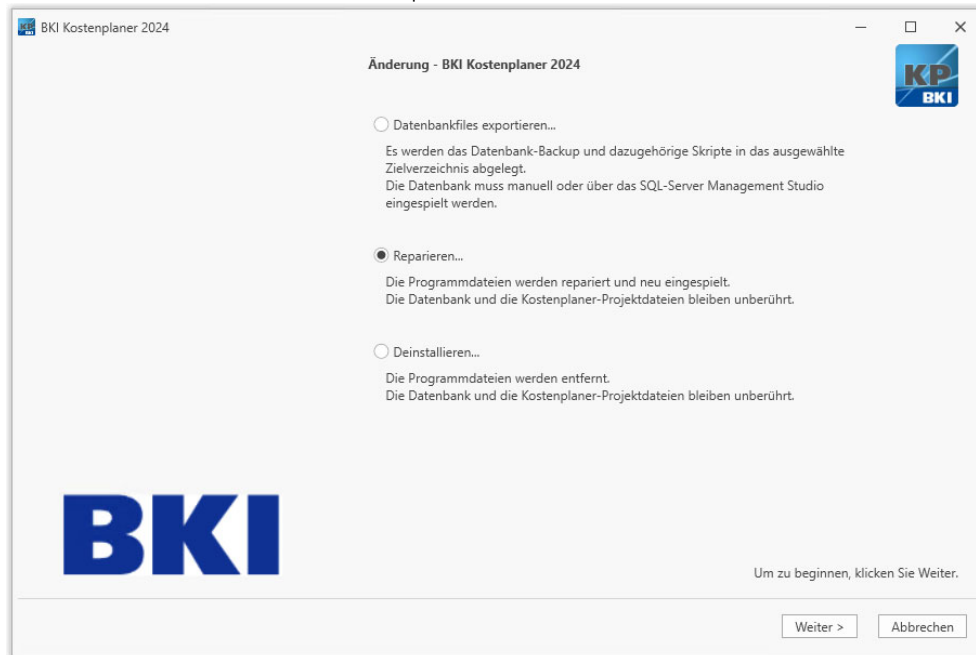 BKI Kostenplaner 2024
Änderung - BKI Kostenplaner 2024
KP
BKI
Datenbankfiles exportieren...
Es werden das Datenbank-Backup und dazugehörige Skripte in das ausgewählte
Zielverzeichnis abgelegt.
Die Datenbank muss manuell oder über das SQL-Server Management Studio
eingespielt werden.
Reparieren...
Die Programmdateien werden repariert und neu eingespielt.
Die Datenbank und die Kostenplaner-Projektdateien bleiben unberührt.
Deinstallieren...
Die Programmdateien werden entfernt.
Die Datenbank und die Kostenplaner-Projektdateien bleiben unberührt.
BKI
Um zu beginnen, klicken Sie Weiter.
Weiter >
Abbrechen